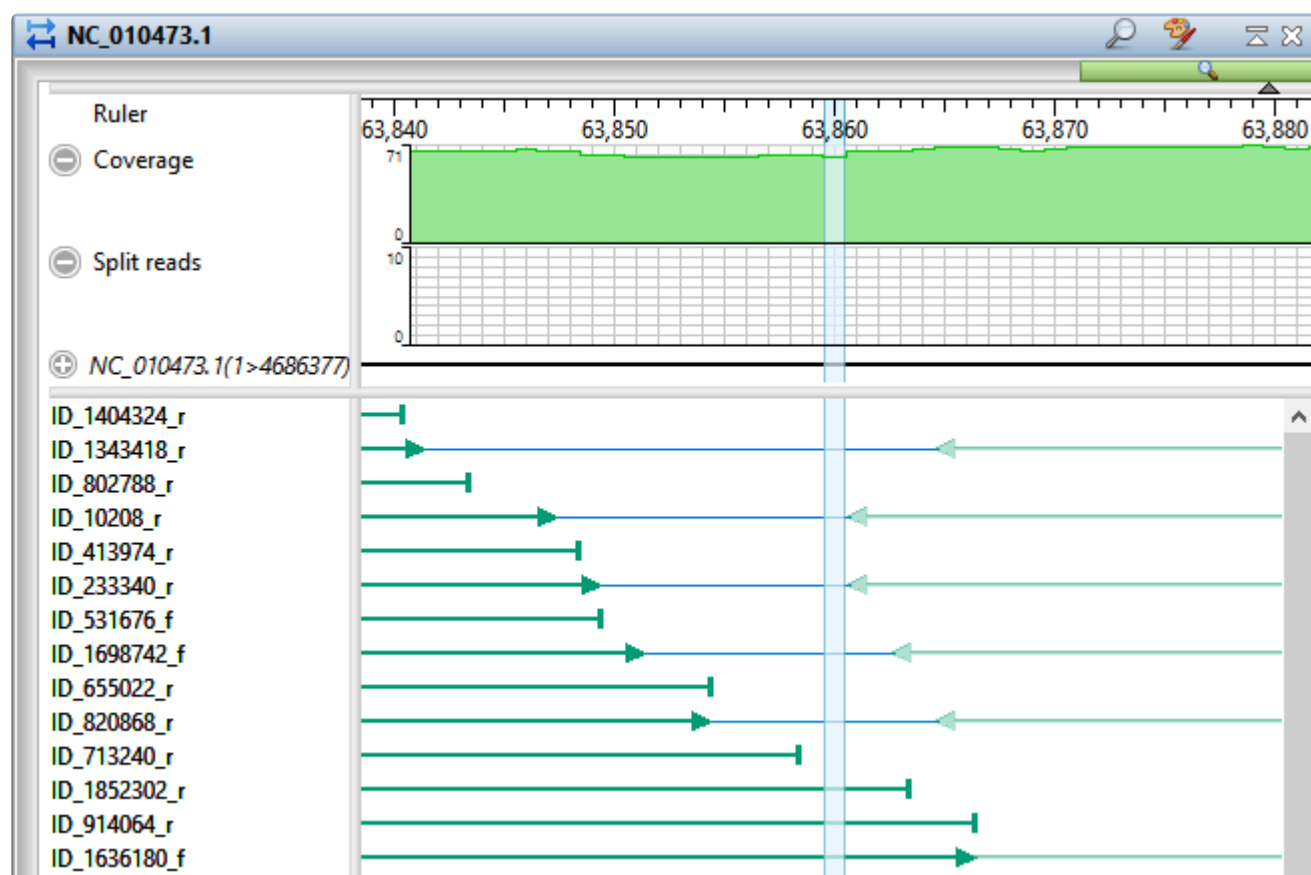 NC_010473.1
Ruler
63,840 63,850 63,860 63,870 63,880
Coverage
71
0
Split reads
10
0
NC_010473.1(1>4686377)
ID_1404324_r
ID_1343418_r
ID_802788_r
ID_10208_r
ID_413974_r
ID_233340_r
ID_531676_f
ID_1698742_f
ID_655022_r
ID_820868_r
ID_713240_r
ID_1852302_r
ID_914064_r
ID_1636180_f